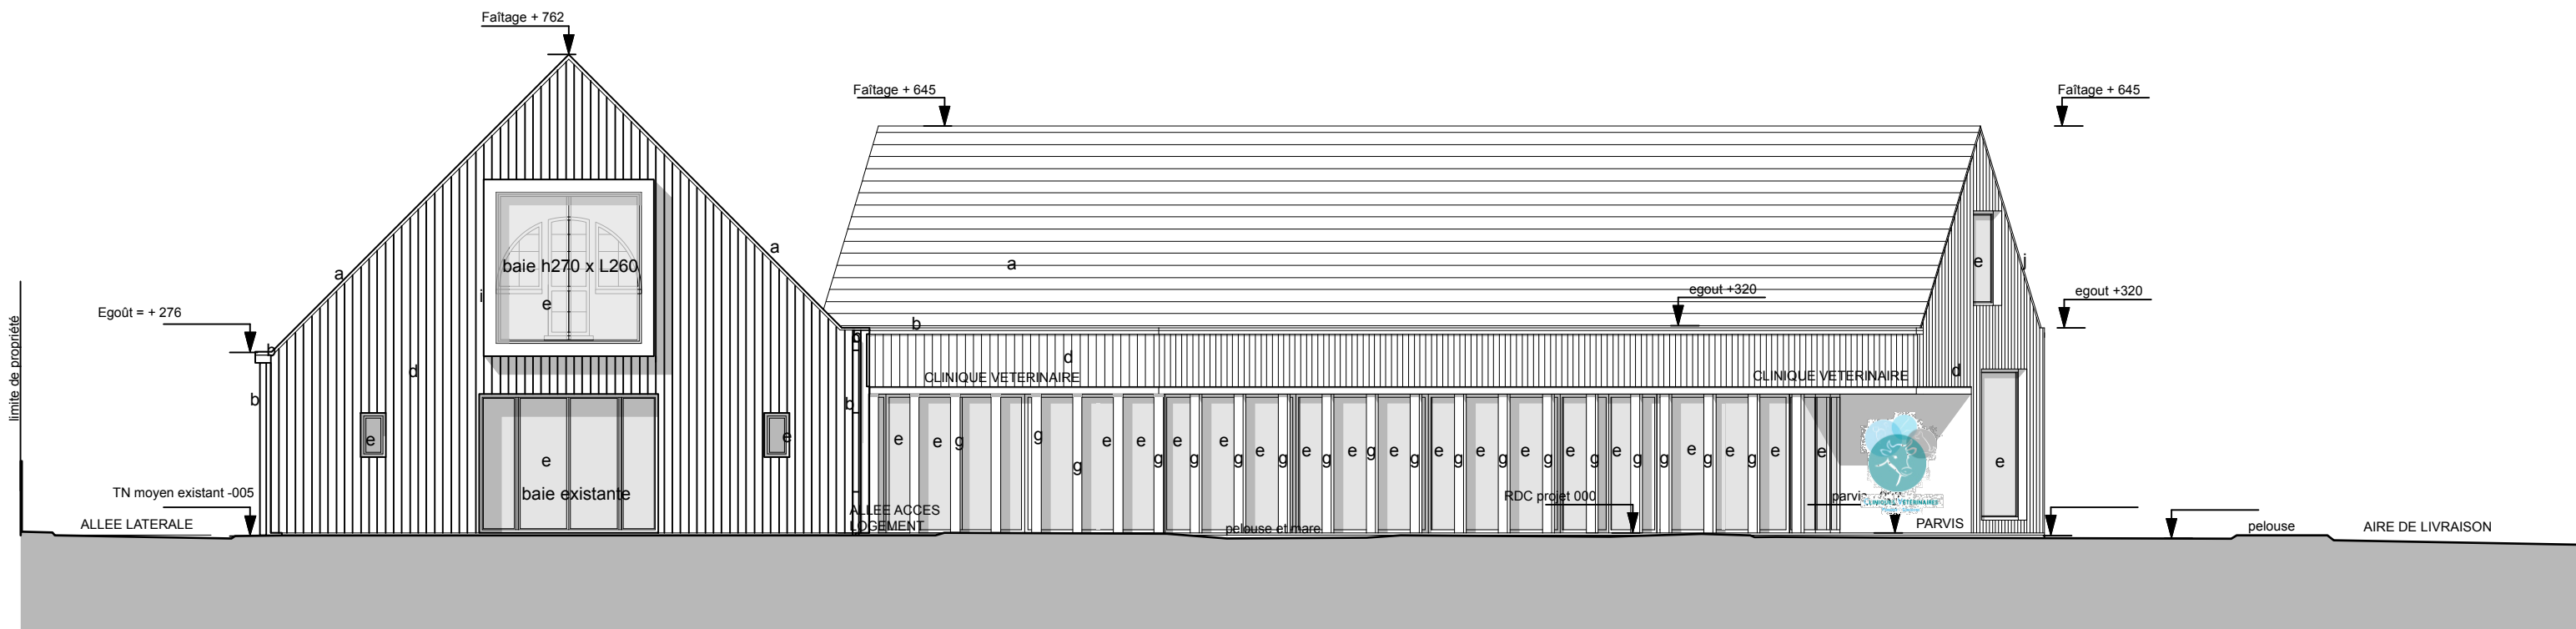 Faîtage + 762
Faîtage + 645
Faîtage + 645
a
a
a
baie h270 x L260
e
i
e
j
Egoût = + 276
egout +320
egout +320
limite de propriété
b
b
b
b
b
d
d
d
CLINIQUE VETERINAIRE
CLINIQUE VETERINAIRE
e
e
e
baie existante
e e g g g e e g e g e g e g e g e g e g e g e g e g e g g e g e g e e
e
TN moyen existant -005
ALLEE LATERALE
ALLEE ACCES
LOGEMENT
pelouse et mare
RDC projet 000
parvis
PARVIS
pelouse
AIRE DE LIVRAISON